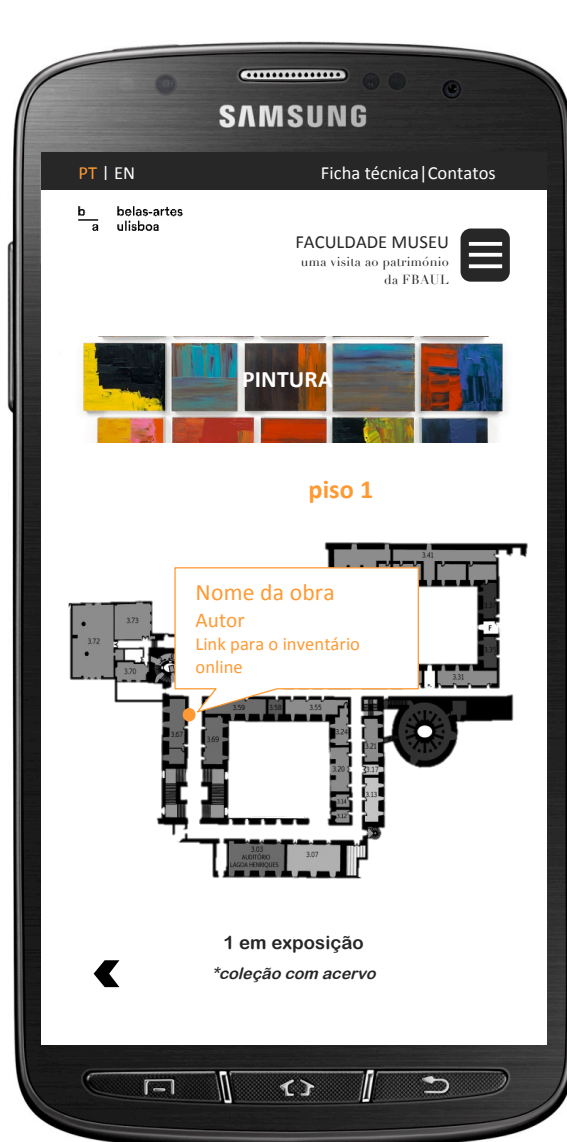 SAMSUNG
PT | EN
Ficha técnica|Contatos
b belas-artes
a ulisboa
FACULDADE MUSEU
uma visita ao património
da FBAUL
PINTURA
piso 1
3.41
Nome da obra
Autor
Link para o inventário
online
3.73
3.72
3.70
F
3.31
3.59
3.58
3.55
3.67
3.69
3.24
3.21
3.20
3.17
3.13
3.14
3.12
3.03
AUDITÓRIO
LAGOA HENRIQUES
3.07
1 em exposição
*coleção com acervo